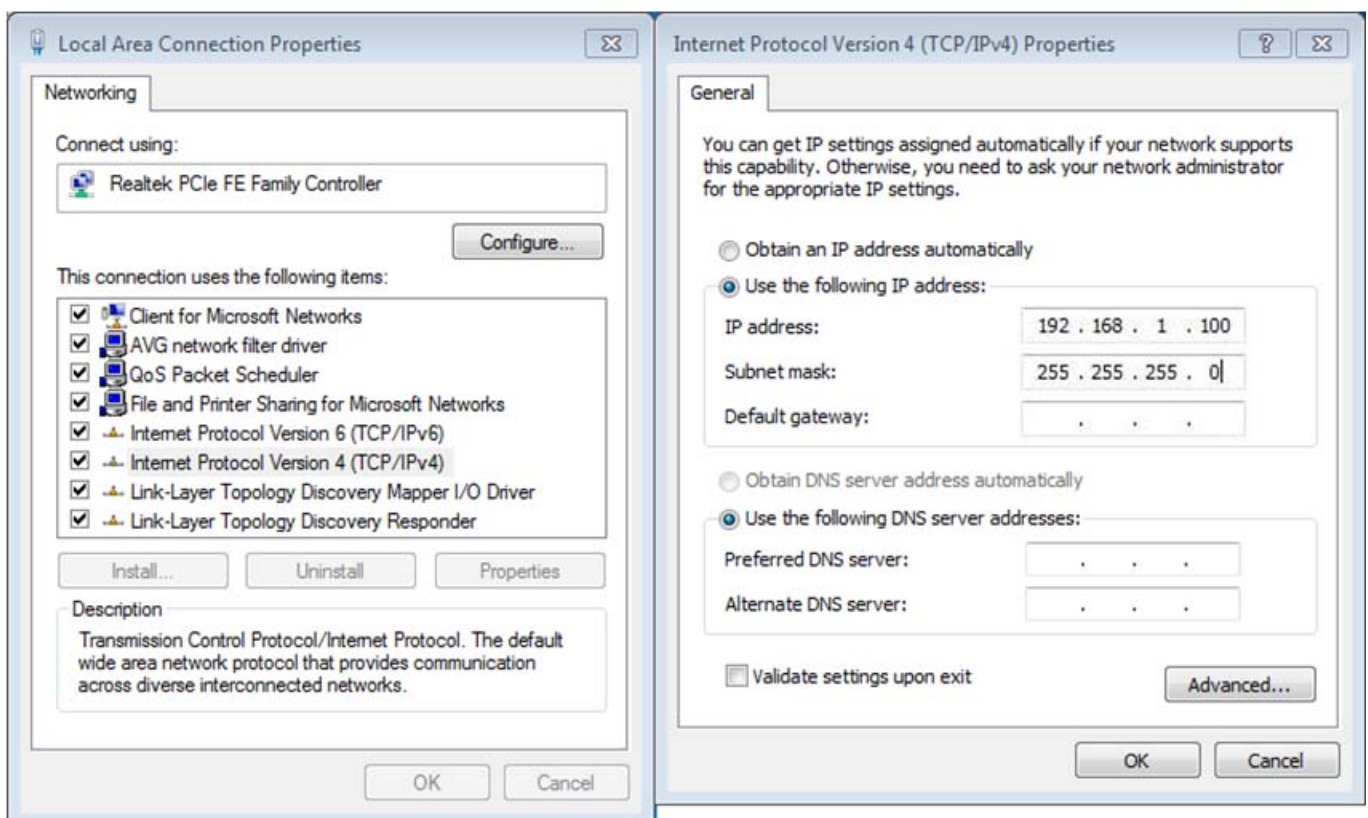 Local Area Connection Properties
Networking
Connect using:
Realtek PCIe FE Family Controller
Configure...
This connection uses the following items:
Client for Microsoft Networks
AVG network filter driver
QoS Packet Scheduler
File and Printer Sharing for Microsoft Networks
Internet Protocol Version 6 (TCP/IPv6)
Internet Protocol Version 4 (TCP/IPv4)
Link-Layer Topology Discovery Mapper I/O Driver
Link-Layer Topology Discovery Responder
Install...
Uninstall
Properties
Description
Transmission Control Protocol/Internet Protocol. The default
wide area network protocol that provides communication
across diverse interconnected networks.
OK
Cancel
Internet Protocol Version 4 (TCP/IPv4) Properties
General
You can get IP settings assigned automatically if your network supports
this capability. Otherwise, you need to ask your network administrator
for the appropriate IP settings.
Obtain an IP address automatically
Use the following IP address:
IP address: 192 . 168 . 1 . 100
Subnet mask: 255 . 255 . 255 . 0
Default gateway: . . .
Obtain DNS server address automatically
Use the following DNS server addresses:
Preferred DNS server: . . .
Alternate DNS server: . . .
Validate settings upon exit
Advanced...
OK
Cancel